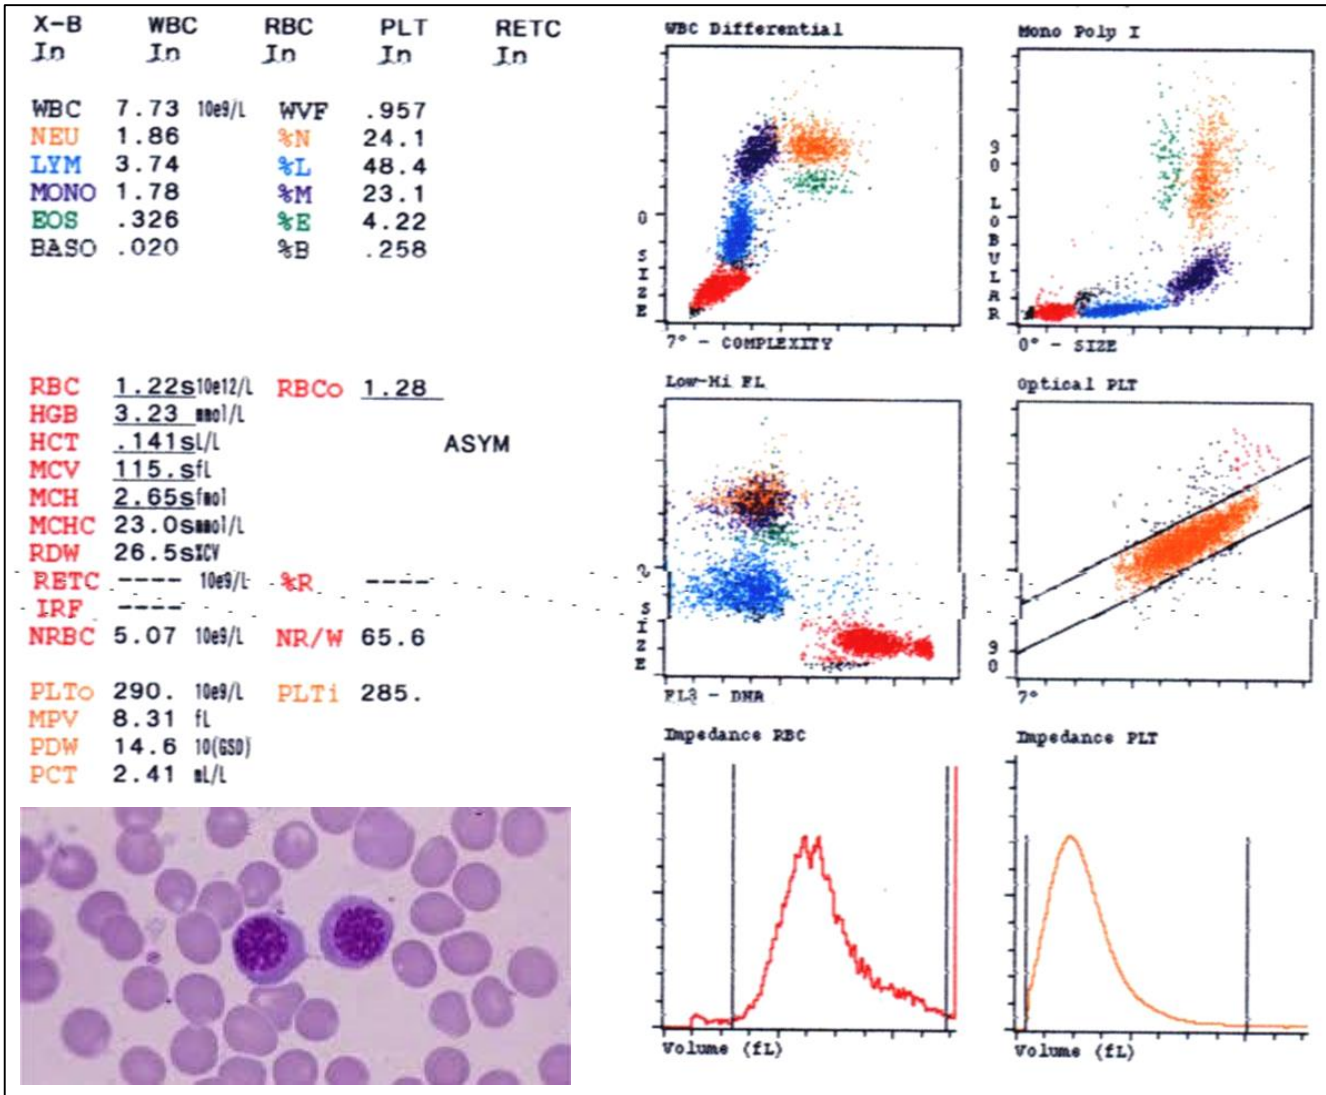 X-B WBC RBC PLT RETC
In In In In In
WBC 7.73 10e9/L WVF .957
NEU 1.86 %N 24.1
LYM 3.74 %L 48.4
MONO 1.78 %M 23.1
EOS .326 %E 4.22
BASO .020 %B .258
RBC 1.22s 10e12/L RBCo 1.28
HGB 3.23 mmol/L
HCT .141s L/L ASYM
MCV 115.s fL
MCH 2.65s fmol
MCHC 23.0s mmol/L
RDW 26.5s %CV
RETC ---- 10e9/L %R ----
IRF ----
NRBC 5.07 10e9/L NR/W 65.6
PLTo 290. 10e9/L PLTi 285.
MPV 8.31 fL
PDW 14.6 10(GSD)
PCT 2.41 mL/L
WBC Differential
0 SIZE
7° - COMPLEXITY
Mono Poly I
90 LOBULAR
0° - SIZE
Low-Hi FL
SIZE
FL3 - DNA
Optical PLT
90
7°
Impedance RBC
Volume (fL)
Impedance PLT
Volume (fL)